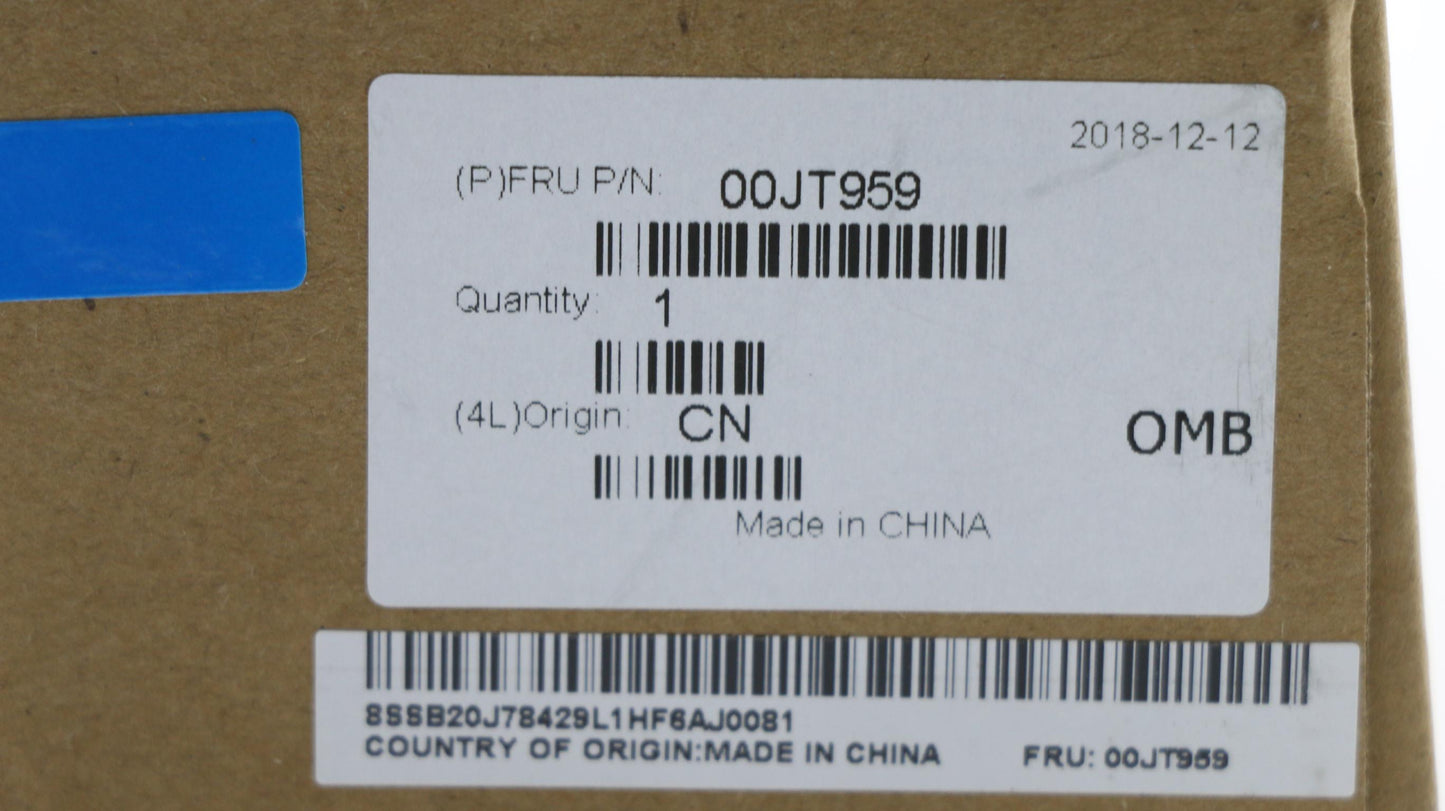 2018-12-12
(P)FRU P/N: 00JT959
Quantity: 1
(4L)Origin: CN
OMB
Made in CHINA
8SSB20J78429L1HF6AJ0081
COUNTRY OF ORIGIN:MADE IN CHINA FRU: 00JT959